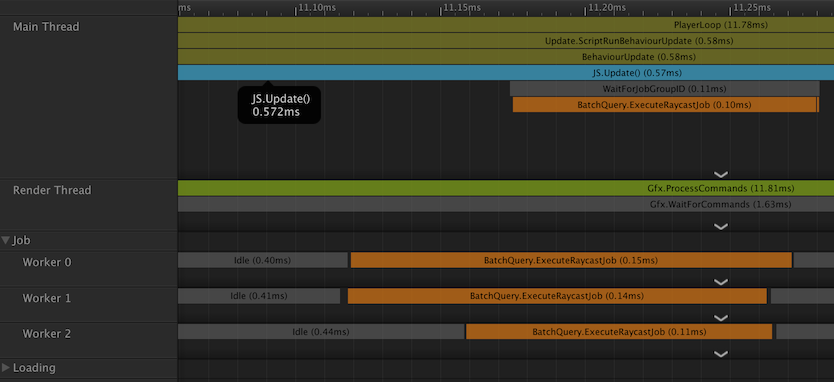 ms 11.10ms 11.15ms 11.20ms 11.25ms
Main Thread
PlayerLoop (11.78ms)
Update.ScriptRunBehaviourUpdate (0.58ms)
BehaviourUpdate (0.58ms)
JS.Update() (0.57ms)
WaitForJobGroupID (0.11ms)
BatchQuery.ExecuteRaycastJob (0.10ms)
JS.Update()
0.572ms
Render Thread
Gfx.ProcessCommands (11.81ms)
Gfx.WaitForCommands (1.63ms)
Job
Worker 0 Idle (0.40ms) BatchQuery.ExecuteRaycastJob (0.15ms)
Worker 1 Idle (0.41ms) BatchQuery.ExecuteRaycastJob (0.14ms)
Worker 2 Idle (0.44ms) BatchQuery.ExecuteRaycastJob (0.11ms)
Loading